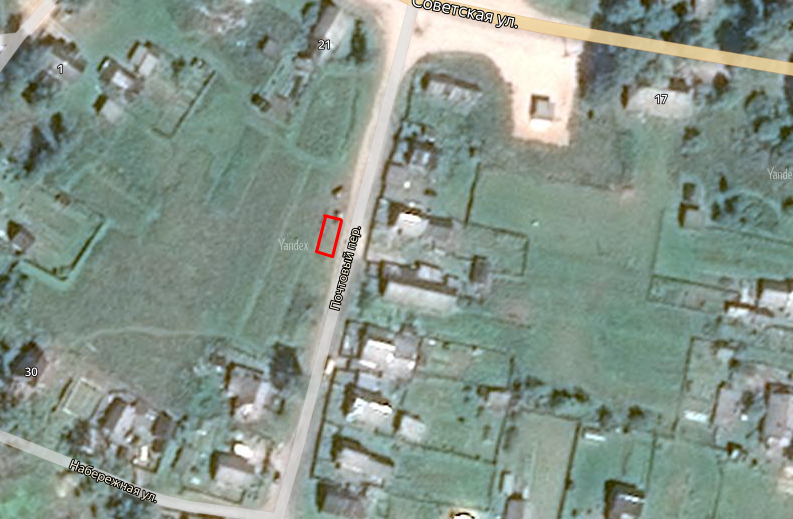 Советская ул.
21
1
17
Yande
Yandex
Почтовый пер.
30
Набережная ул.